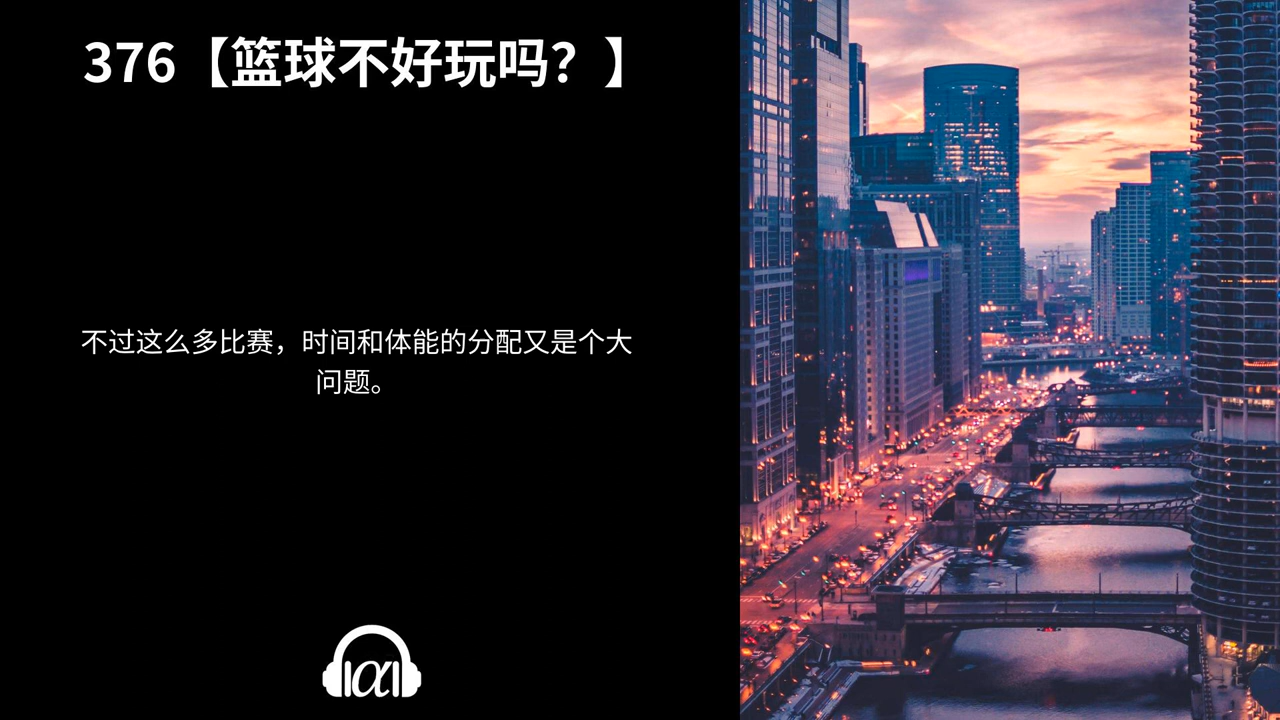 376【篮球不好玩吗？】
不过这么多比赛，时间和体能的分配又是个大
问题。